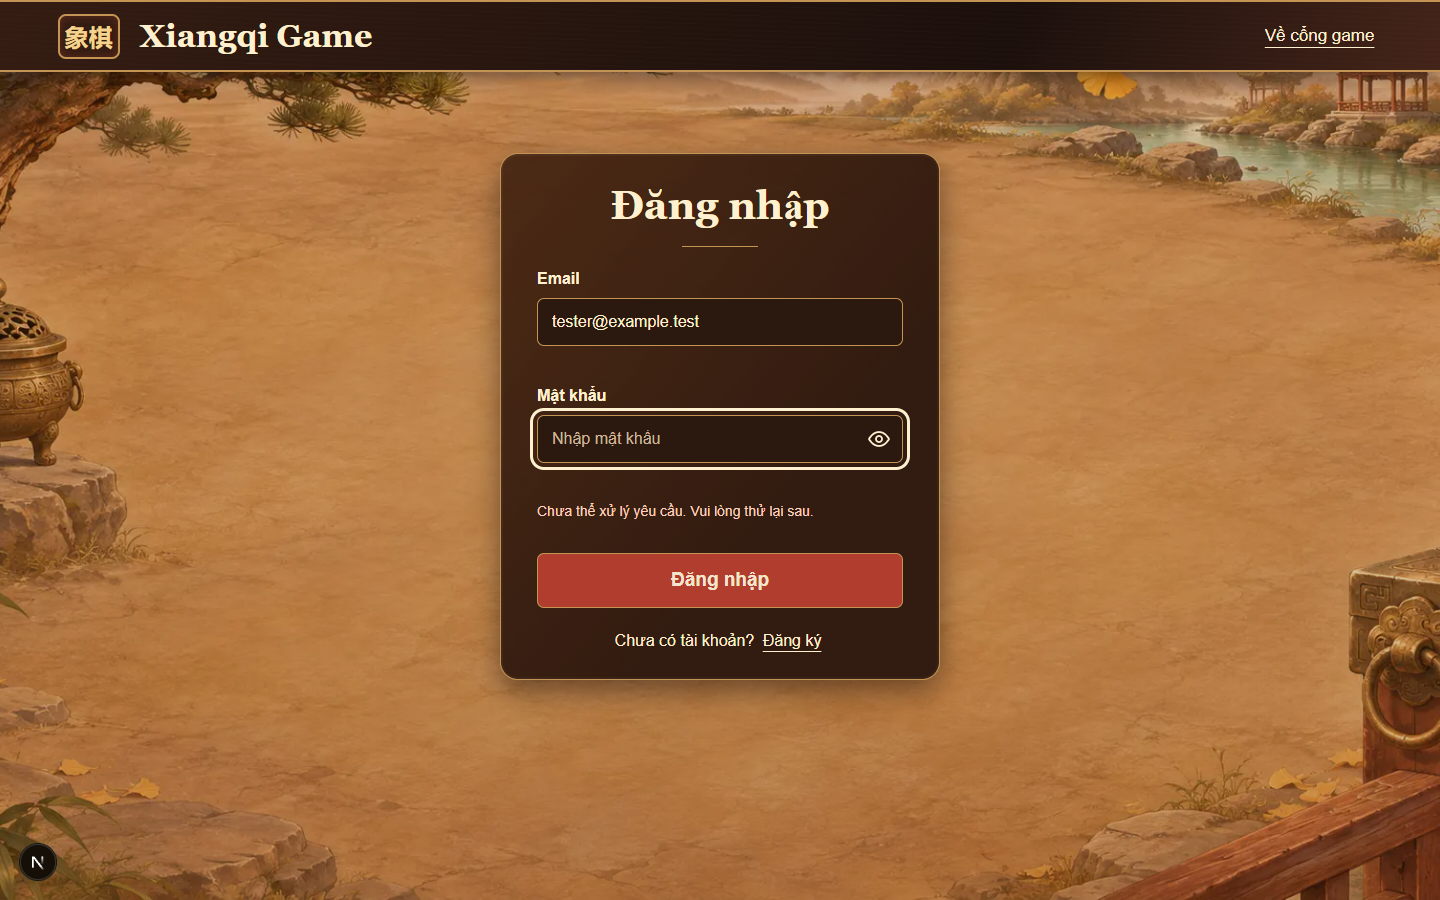 象棋 Xiangqi Game
Về cổng game
Đăng nhập
Email
tester@example.test
Mật khẩu
Nhập mật khẩu
Chưa thể xử lý yêu cầu. Vui lòng thử lại sau.
Đăng nhập
Chưa có tài khoản? Đăng ký
N